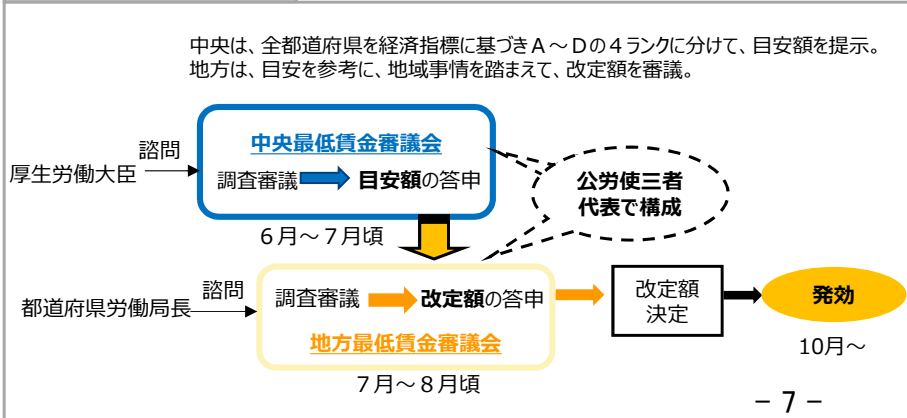 中央は、全都道府県を経済指標に基づきA~Dの4ランクに分けて、目安額を提示。
地方は、目安を参考に、地域事情を踏まえて、改定額を審議。
中央最低賃金審議会
諮問
厚生労働大臣
調査審議
目安額の答申
公労使三者
代表で構成
6月~7月頃
諮問
都道府県労働局長
調査審議
改定額の答申
地方最低賃金審議会
7月~8月頃
改定額
決定
発効
10月~
- 7 -